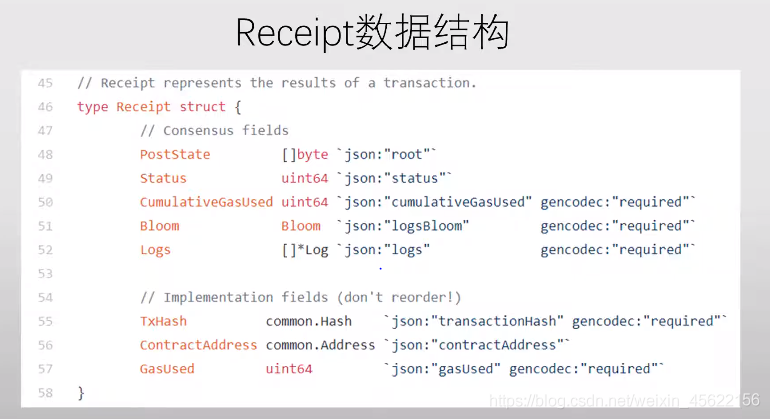 Receipt数据结构
45 // Receipt represents the results of a transaction.
46 type Receipt struct {
47 // Consensus fields
48 PostState []byte `json:"root"`
49 Status uint64 `json:"status"`
50 CumulativeGasUsed uint64 `json:"cumulativeGasUsed" gencodec:"required"`
51 Bloom Bloom `json:"logsBloom" gencodec:"required"`
52 Logs []*Log `json:"logs" gencodec:"required"`
53
54 // Implementation fields (don't reorder!)
55 TxHash common.Hash `json:"transactionHash" gencodec:"required"`
56 ContractAddress common.Address `json:"contractAddress"`
57 GasUsed uint64 `json:"gasUsed" gencodec:"required"`
58 }
https://blog.csdn.net/weixin_45622156